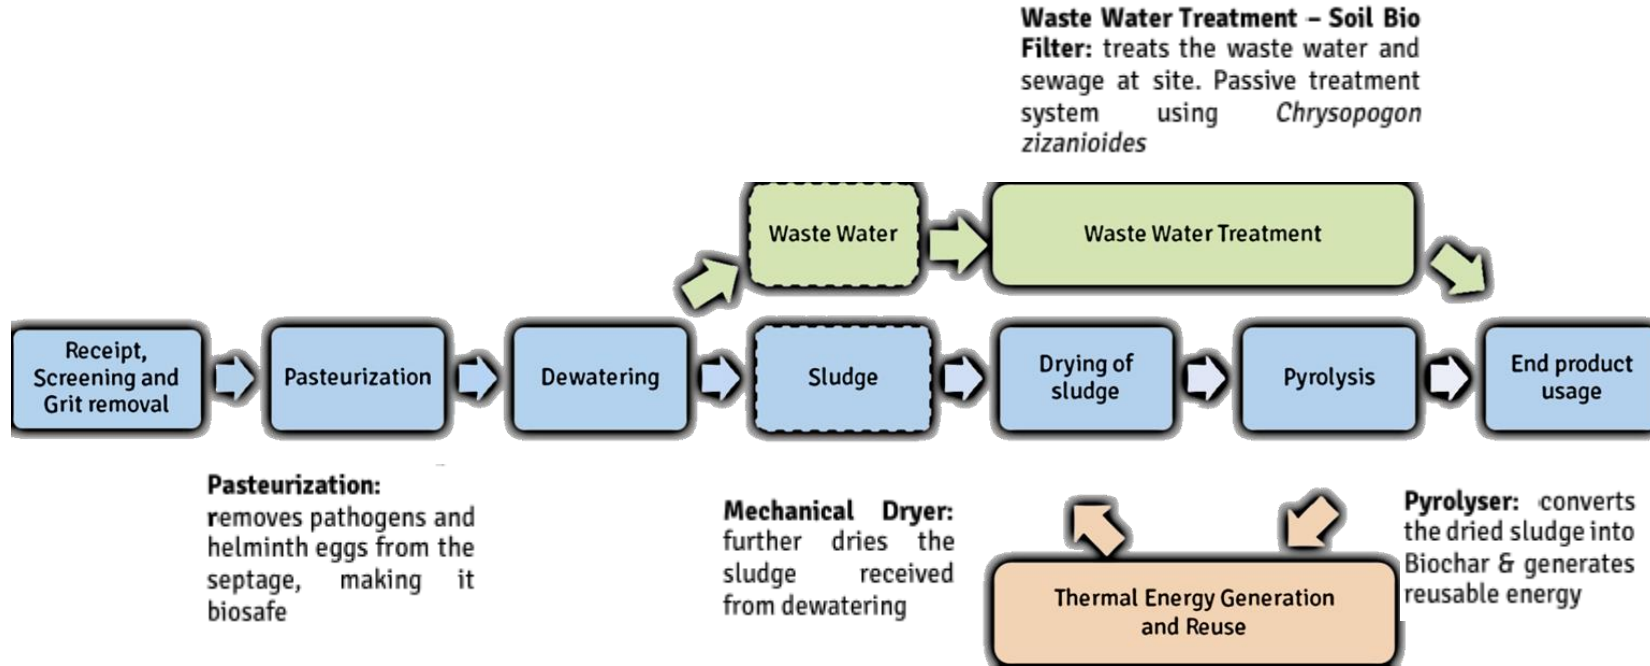 Waste Water Treatment – Soil Bio
Filter: treats the waste water and
sewage at site. Passive treatment
system using Chrysopogon
zizanioides
Waste Water
Waste Water Treatment
Receipt,
Screening and
Grit removal
Pasteurization
Dewatering
Sludge
Drying of
sludge
Pyrolysis
End product
usage
Pasteurization:
removes pathogens and
helminth eggs from the
septage, making it
biosafe
Mechanical Dryer:
further dries the
sludge received
from dewatering
Thermal Energy Generation
and Reuse
Pyrolyser: converts
the dried sludge into
Biochar & generates
reusable energy